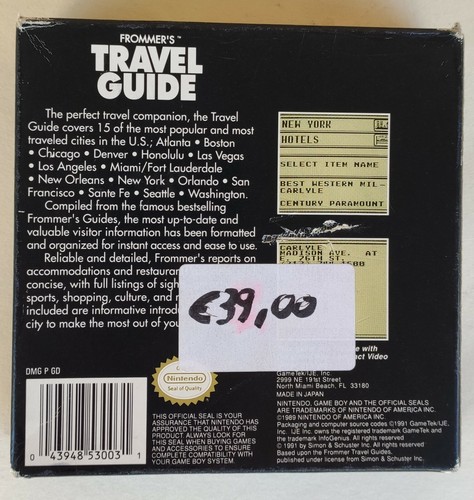 FROMMER'S™
TRAVEL
GUIDE
The perfect travel companion, the Travel
Guide covers 15 of the most popular and most
traveled cities in the U.S.; Atlanta • Boston
• Chicago • Denver • Honolulu • Las Vegas
• Los Angeles • Miami/Fort Lauderdale
• New Orleans • New York • Orlando • San
Francisco • Sante Fe • Seattle • Washington.
Compiled from the famous bestselling
Frommer's Guides, the most up-to-date and
valuable visitor information has been formatted
and organized for instant access and ease to use.
Reliable and detailed, Frommer's reports on
accommodations and restauran
concise, with full listings of sigh
sports, shopping, culture, and n
included are informative introdu
city to make the most out of you
NEW YORK
HOTELS
SELECT ITEM NAME
BEST WESTERN MIL-
CARLYLE
CENTURY PARAMOUNT
CARLYLE
MADISON AVE. AT
E. 76TH ST.
€39,00
e with
act Video
DMG P GD
0 43948 53003 1
Nintendo
Seal of Quality
THIS OFFICIAL SEAL IS YOUR
ASSURANCE THAT NINTENDO HAS
APPROVED THE QUALITY OF THIS
PRODUCT. ALWAYS LOOK FOR
THIS SEAL WHEN BUYING GAMES
AND ACCESSORIES TO ENSURE
COMPLETE COMPATIBILITY WITH
YOUR GAME BOY SYSTEM.
GameTek/IJE, Inc.
2999 NE 191st Street
North Miami Beach, FL 33180
MADE IN JAPAN
NINTENDO, GAME BOY AND THE OFFICIAL SEALS
ARE TRADEMARKS OF NINTENDO OF AMERICA INC.
©1989 NINTENDO OF AMERICA INC.
Packaging and computer source codes ©1991 GameTek/IJE,
Inc. IJE Inc. owns the registered trademark GameTek and
the trademark InfoGenius. All rights reserved
© 1991 by Simon & Schuster Inc. All rights reserved
Based upon the Frommer Travel Guides.
published under license from Simon & Schuster Inc.